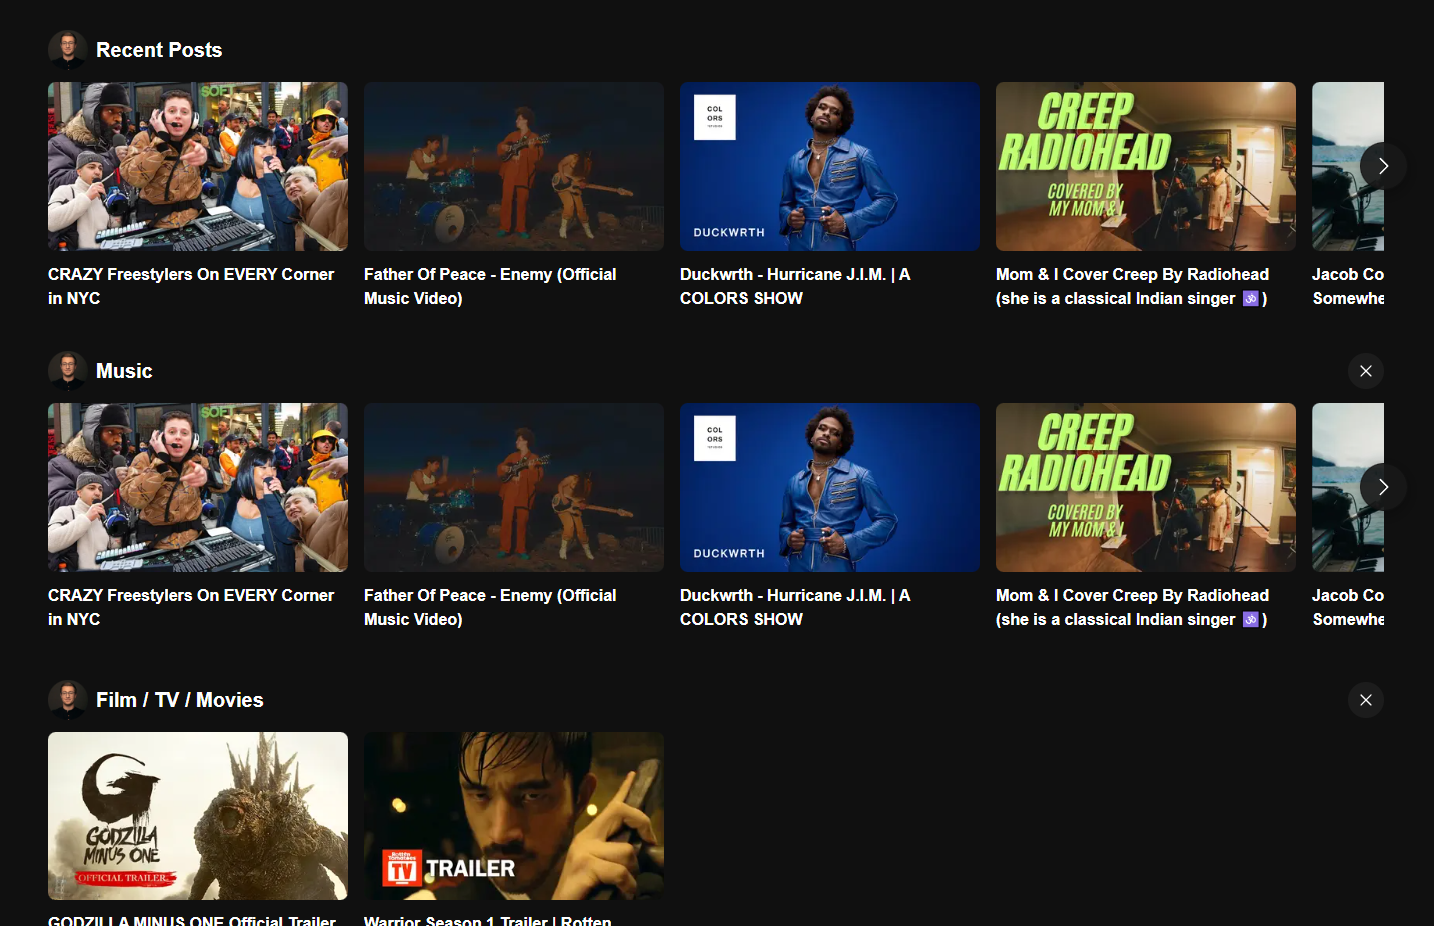 Recent Posts
SOFT
COL
ORS
DUCKWRTH
CREEP
RADIOHEAD
COVERED BY
MY MOM & I
CRAZY Freestylers On EVERY Corner
in NYC
Father Of Peace - Enemy (Official
Music Video)
Duckwrth - Hurricane J.I.M. | A
COLORS SHOW
Mom & I Cover Creep By Radiohead
(she is a classical Indian singer 🕉)
Jacob Co
Somewhe
Music
SOFT
COL
ORS
DUCKWRTH
CREEP
RADIOHEAD
COVERED BY
MY MOM & I
CRAZY Freestylers On EVERY Corner
in NYC
Father Of Peace - Enemy (Official
Music Video)
Duckwrth - Hurricane J.I.M. | A
COLORS SHOW
Mom & I Cover Creep By Radiohead
(she is a classical Indian singer 🕉)
Jacob Co
Somewhe
Film / TV / Movies
GODZILLA
MINUS ONE
OFFICIAL TRAILER
Rotten
Tomatoes
TV TRAILER
GODZILLA MINUS ONE Official Trailer
Warrior Season 1 Trailer | Rotten